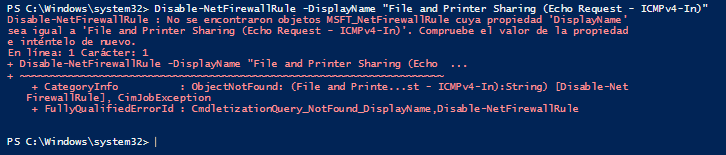 PS C:\Windows\system32> Disable-NetFirewallRule -DisplayName "File and Printer Sharing (Echo Request - ICMPv4-In)"
Disable-NetFirewallRule : No se encontraron objetos MSFT_NetFirewallRule cuya propiedad 'DisplayName'
sea igual a 'File and Printer Sharing (Echo Request - ICMPv4-In)'. Compruebe el valor de la propiedad
e inténtelo de nuevo.
En línea: 1 Carácter: 1
+ Disable-NetFirewallRule -DisplayName "File and Printer Sharing (Echo  ...
+ ~~~~~~~~~~~~~~~~~~~~~~~~~~~~~~~~~~~~~~~~~~~~~~~~~~~~~~~~~~~~~~~~~~~~~
    + CategoryInfo          : ObjectNotFound: (File and Printe...st - ICMPv4-In):String) [Disable-Net
   FirewallRule], CimJobException
    + FullyQualifiedErrorId : CmdletizationQuery_NotFound_DisplayName,Disable-NetFirewallRule
PS C:\Windows\system32>